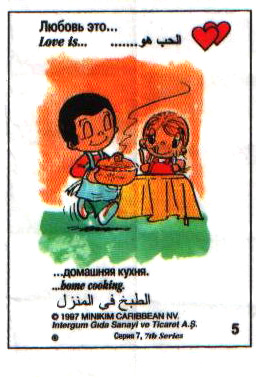 Любовь это...
Love is...
الحب هو.......
...домашняя кухня.
...home cooking.
الطبخ في المنزل
© 1997 MINIKIM CARIBBEAN NV.
Intergum Gıda Sanayi ve Ticaret A.Ş.
Серия 7, 7th Series
5